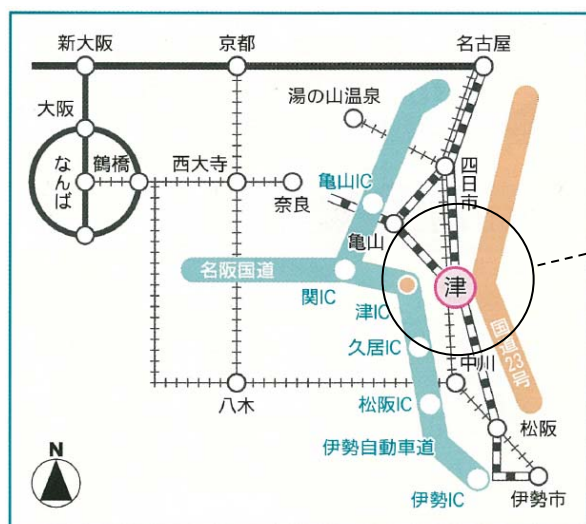 新大阪
京都
名古屋
湯の山温泉
大阪
なんば
鶴橋
西大寺
奈良
亀山IC
四日市
亀山
名阪国道
関IC
津IC
津
久居IC
中川
国道23号
八木
松阪IC
松阪
伊勢自動車道
伊勢IC
伊勢市
N